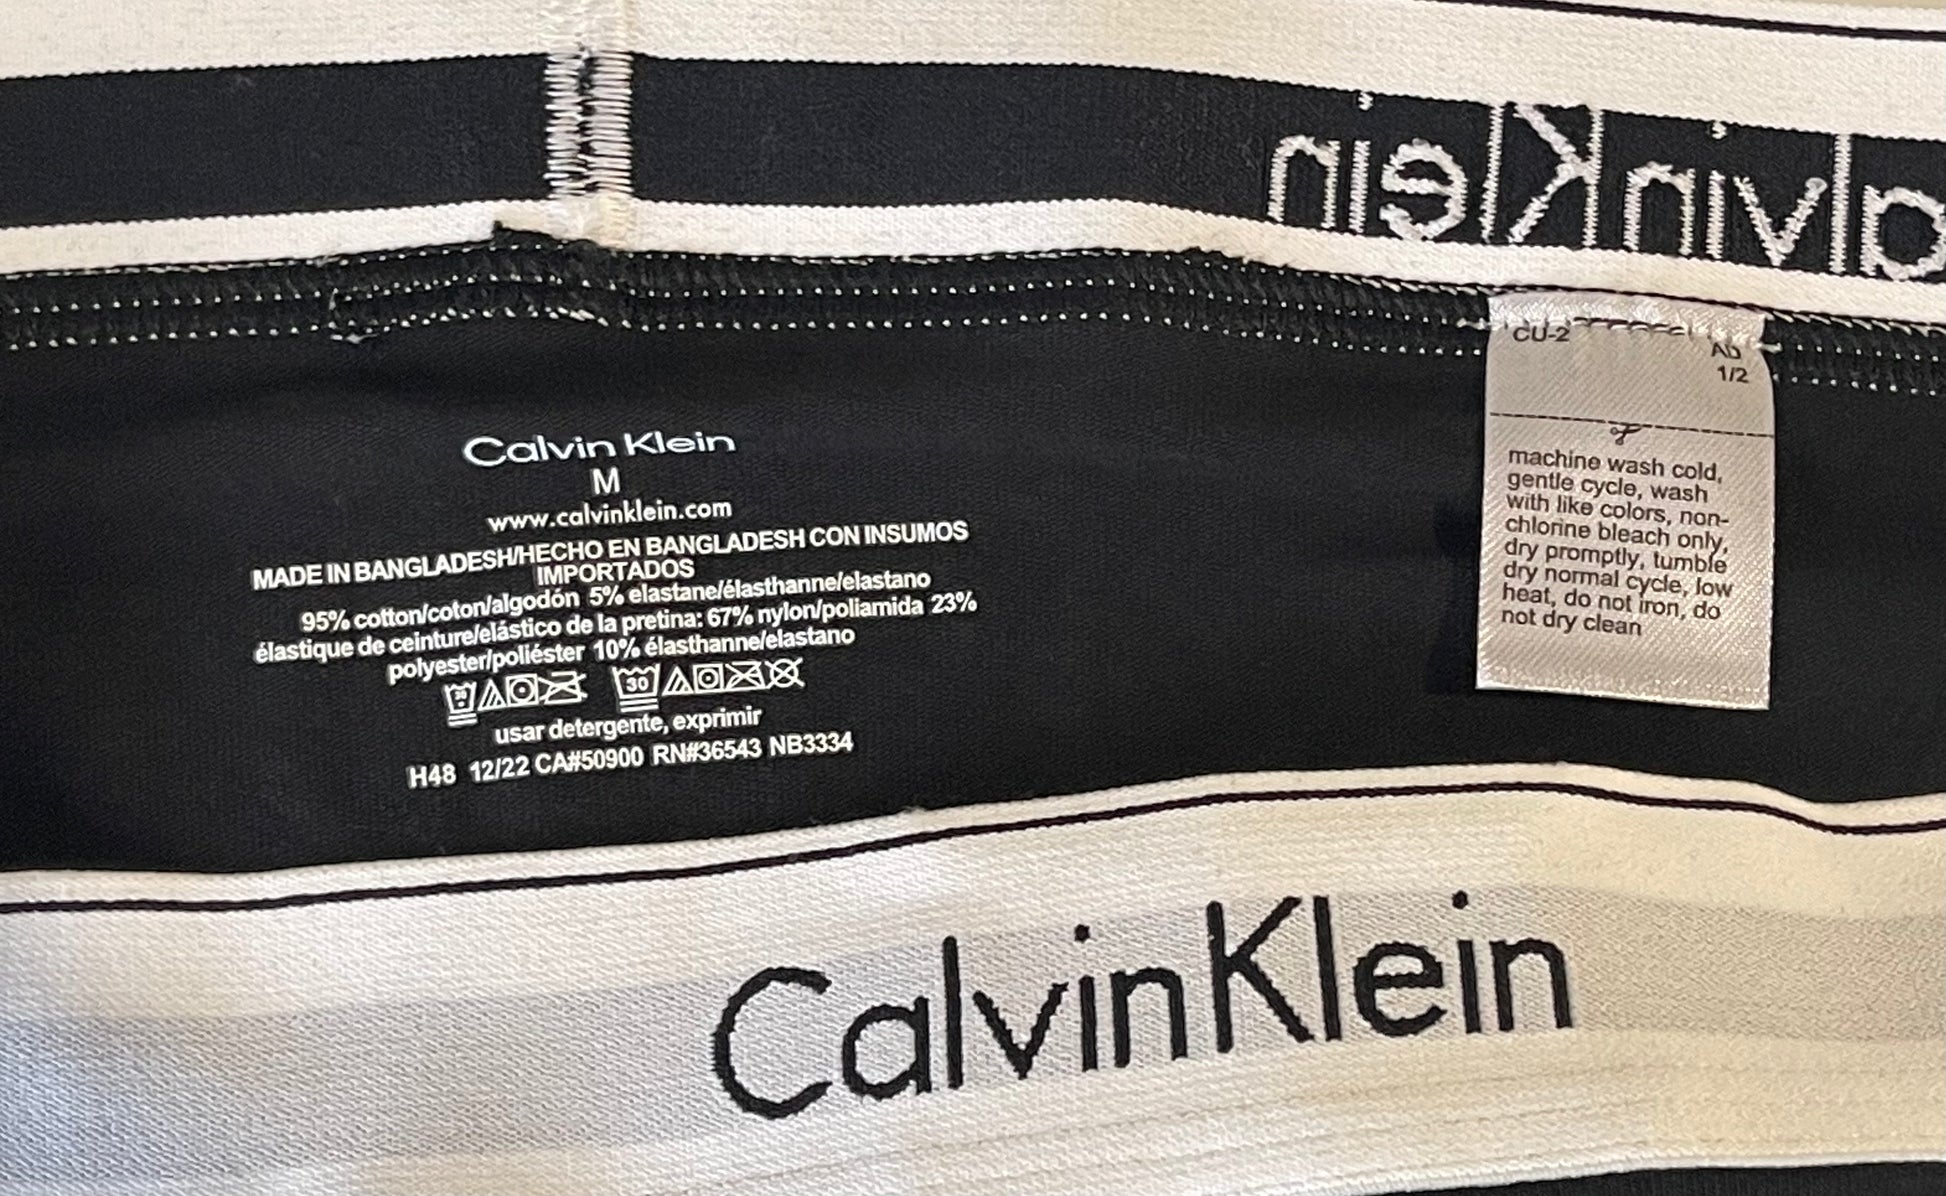 CalvinKlein
Calvin Klein
M
www.calvinklein.com
MADE IN BANGLADESH/HECHO EN BANGLADESH CON INSUMOS
IMPORTADOS
95% cotton/coton/algodón 5% elastane/élasthanne/elastano
élastique de ceinture/elástico de la pretina: 67% nylon/poliamida 23%
polyester/poliéster 10% élasthanne/elastano
30 30
usar detergente, exprimir
H48 12/22 CA#50900 RN#36543 NB3334
CU-2
1/2
machine wash cold,
gentle cycle, wash
with like colors, non-
chlorine bleach only,
dry promptly, tumble
dry normal cycle, low
heat, do not iron, do
not dry clean
CalvinKlein